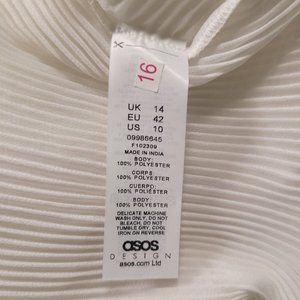 16
UK 14
EU 42
US 10
09985645
F102309
MADE IN INDIA
BODY:
100% POLYESTER
CORPS:
100% POLYESTER
CUERPO:
100% POLIÉSTER
BODY:
100% POLYESTER
DELICATE MACHINE
WASH ONLY, DO NOT
BLEACH, DO NOT
TUMBLE DRY, COOL
IRON ON REVERSE
asos
DESIGN
asos.com Ltd